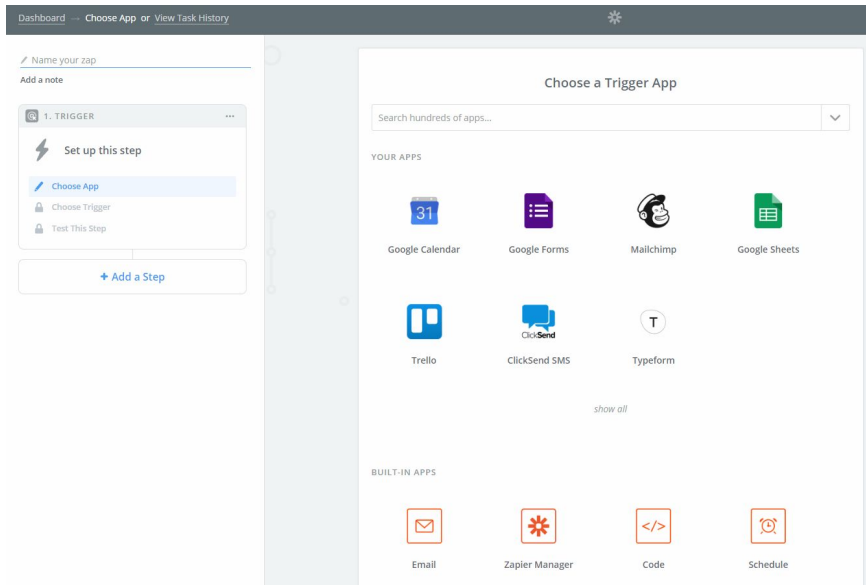 Dashboard → Choose App or View Task History
Name your zap
Add a note
1. TRIGGER
Set up this step
Choose App
Choose Trigger
Test This Step
+ Add a Step
Choose a Trigger App
Search hundreds of apps...
YOUR APPS
31
Google Calendar Google Forms Mailchimp Google Sheets
ClickSend
T
Trello ClickSend SMS Typeform
show all
BUILT-IN APPS
</>
Email Zapier Manager Code Schedule